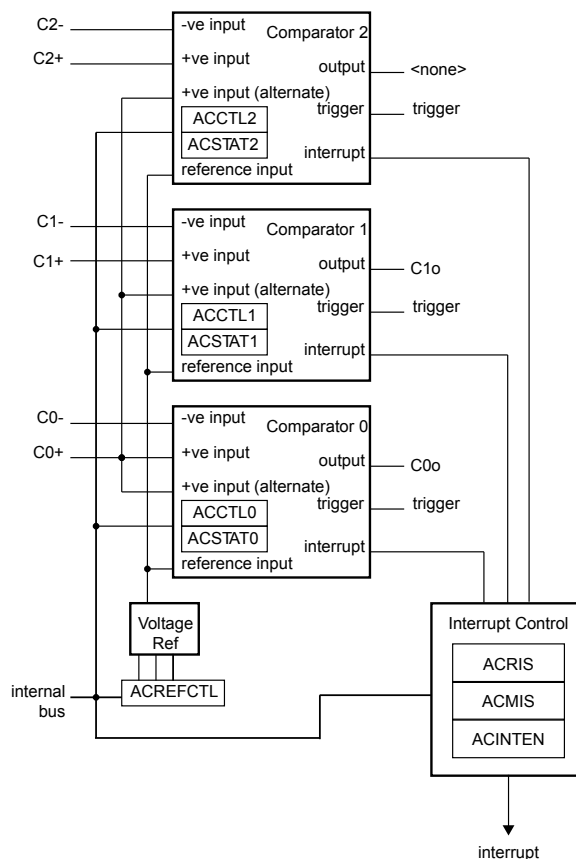 C2-
-ve input
Comparator 2
C2+
+ve input
output
<none>
+ve input (alternate)
trigger
trigger
ACCTL2
ACSTAT2
interrupt
reference input
C1-
-ve input
Comparator 1
C1+
+ve input
output
C1o
+ve input (alternate)
trigger
trigger
ACCTL1
ACSTAT1
interrupt
reference input
C0-
-ve input
Comparator 0
C0+
+ve input
output
C0o
+ve input (alternate)
trigger
trigger
ACCTL0
ACSTAT0
interrupt
reference input
Voltage
Ref
ACREFCTL
internal
bus
Interrupt Control
ACRIS
ACMIS
ACINTEN
interrupt